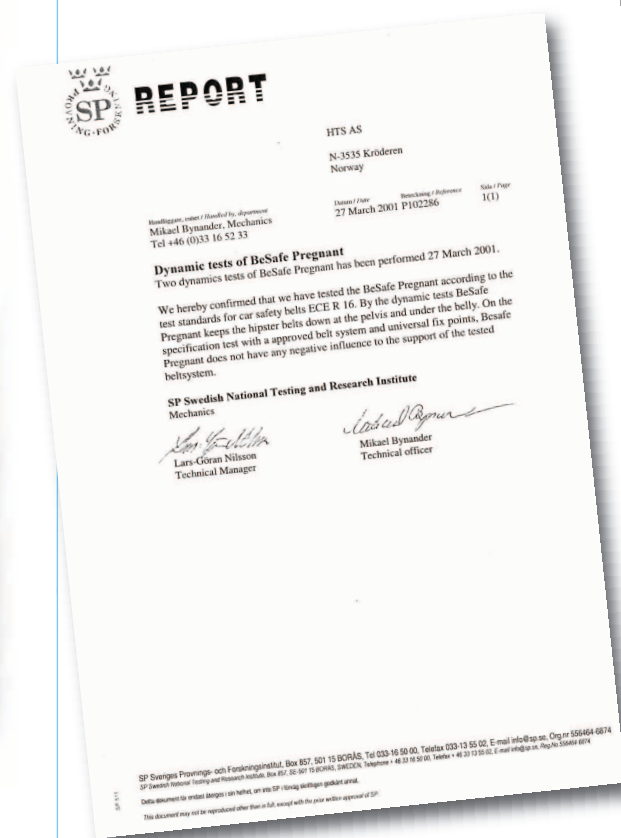 SP
PROVNING·FORSKNING
REPORT
HTS AS
N-3535 Kröderen
Norway
Handläggare, enhet / Handled by, department
Mikael Bynander, Mechanics
Tel +46 (0)33 16 52 33
Datum / Date
27 March 2001
Beteckning / Reference
P102286
Sida / Page
1(1)
Dynamic tests of BeSafe Pregnant
Two dynamics tests of BeSafe Pregnant has been performed 27 March 2001.
We hereby confirmed that we have tested the BeSafe Pregnant according to the
test standards for car safety belts ECE R 16. By the dynamic tests BeSafe
Pregnant keeps the hipster belts down at the pelvis and under the belly. On the
specification test with a approved belt system and universal fix points, Besafe
Pregnant does not have any negative influence to the support of the tested
beltsystem.
SP Swedish National Testing and Research Institute
Mechanics
Lars-Göran Nilsson
Technical Manager
Mikael Bynander
Technical officer
SP Sveriges Provnings- och Forskningsinstitut, Box 857, 501 15 BORÅS, Tel 033-16 50 00, Telefax 033-13 55 02, E-mail info@sp.se, Org.nr 556464-6874
SP Swedish National Testing and Research Institute, Box 857, SE-501 15 BORÅS, SWEDEN, Telephone + 46 33 16 50 00, Telefax + 46 33 13 55 02, E-mail info@sp.se, Reg.No 556464-6874
Detta dokument får endast återges i sin helhet, om inte SP i förväg skriftligen godkänt annat.
This document may not be reproduced other than in full, except with the prior written approval of SP.